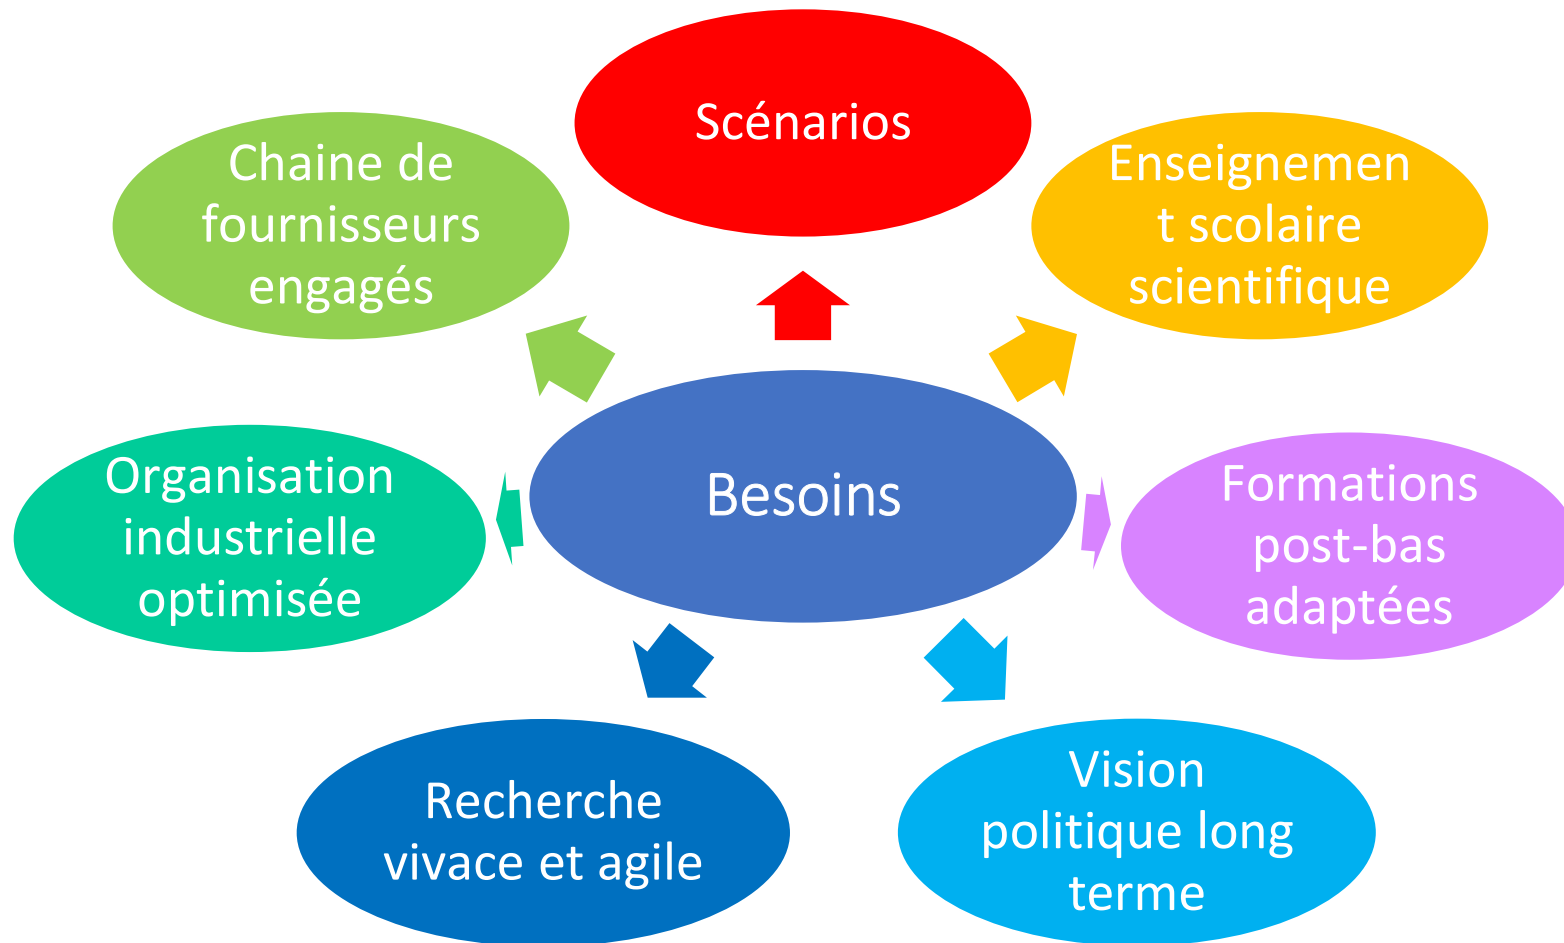 Scénarios
Chaine de
fournisseurs
engagés
Enseignemen
t scolaire
scientifique
Organisation
industrielle
optimisée
Besoins
Formations
post-bas
adaptées
Recherche
vivace et agile
Vision
politique long
terme